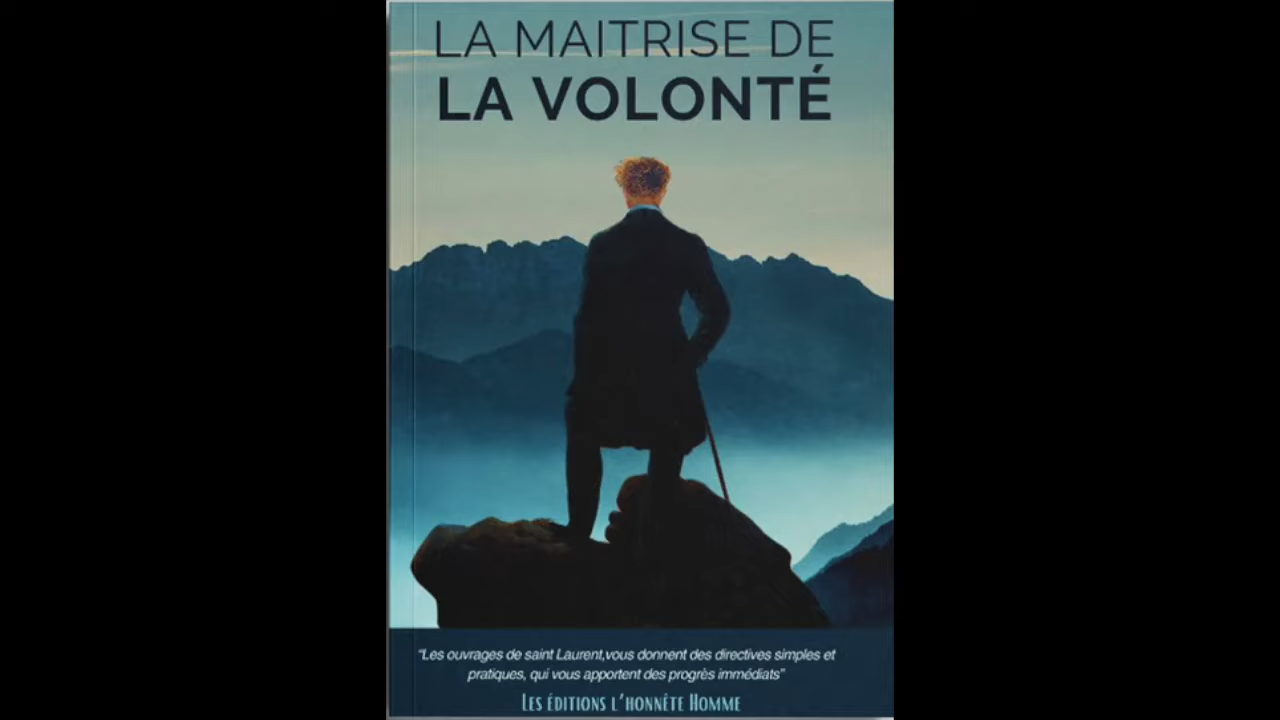 LA MAITRISE DE
LA VOLONTÉ
"Les ouvrages de saint Laurent,vous donnent des directives simples et
pratiques, qui vous apportent des progrès immédiats"
LES ÉDITIONS L'HONNÊTE HOMME